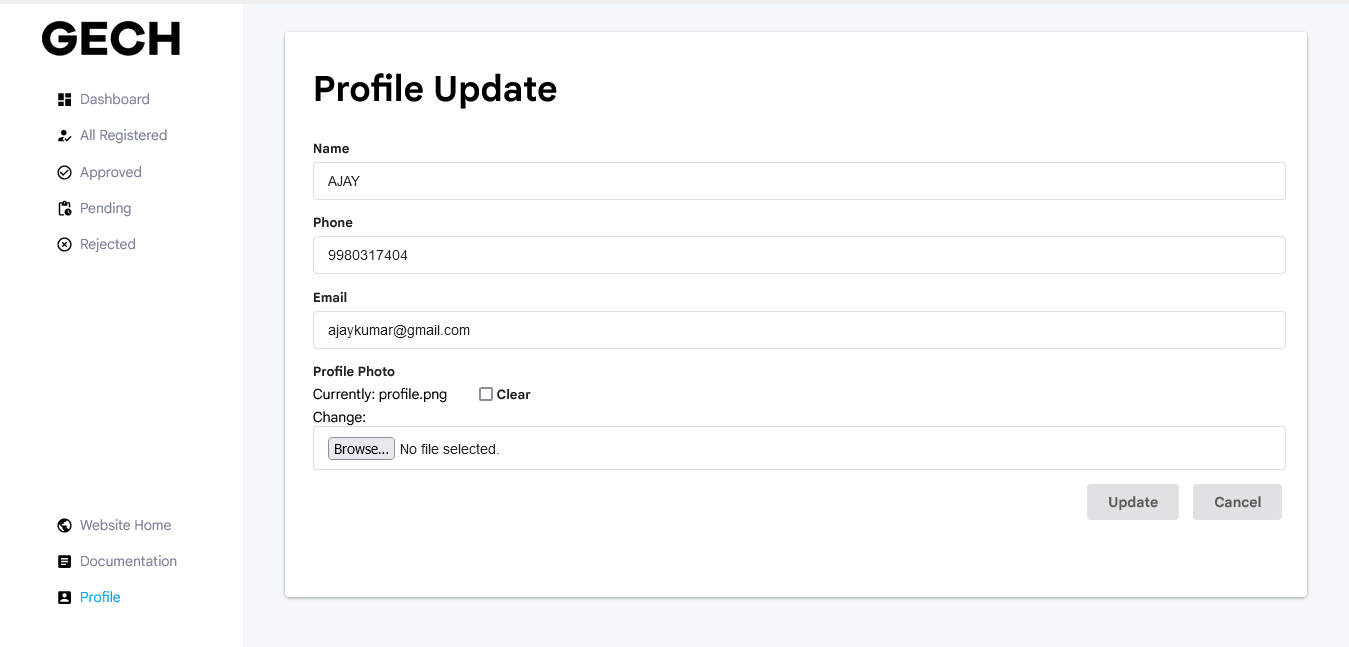 GECH
Dashboard
All Registered
Approved
Pending
Rejected
Website Home
Documentation
Profile
Profile Update
Name
AJAY
Phone
9980317404
Email
ajaykumar@gmail.com
Profile Photo
Currently: profile.png Clear
Change:
Browse... No file selected.
Update Cancel